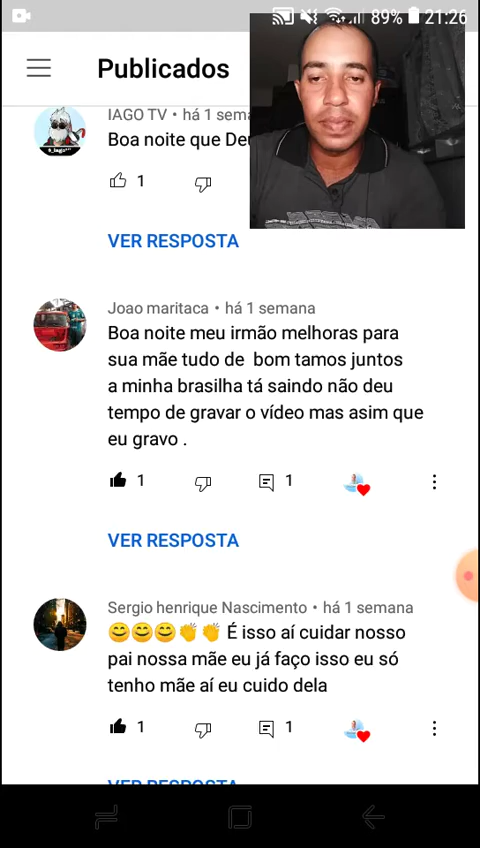 89% 21:26
Publicados
IAGO TV • há 1 sem
Boa noite que
VER RESPOSTA
1
Joao maritaca • há 1 semana
Boa noite meu irmão melhoras para
sua mãe tudo de bom tamos juntos
a minha brasilha tá saindo não deu
tempo de gravar o vídeo mas asim que
eu gravo .
1 1
VER RESPOSTA
Sergio henrique Nascimento • há 1 semana
😊😊😊👏👏 É isso aí cuidar nosso
pai nossa mãe eu já faço isso eu só
tenho mãe aí eu cuido dela
1 1
VER RESPOSTA